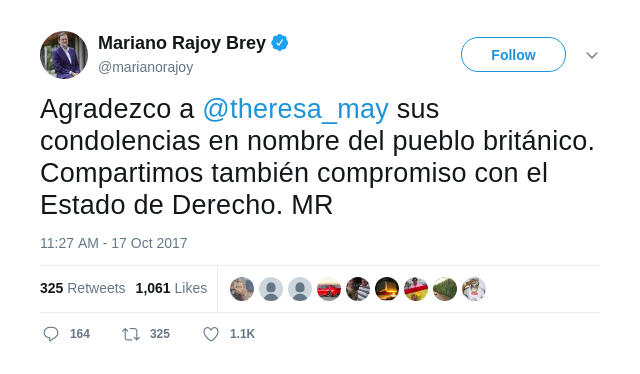 Mariano Rajoy Brey
@marianorajoy
Follow
Agradezco a @theresa_may sus
condolencias en nombre del pueblo británico.
Compartimos también compromiso con el
Estado de Derecho. MR
11:27 AM - 17 Oct 2017
325 Retweets 1,061 Likes
164 325 1.1K